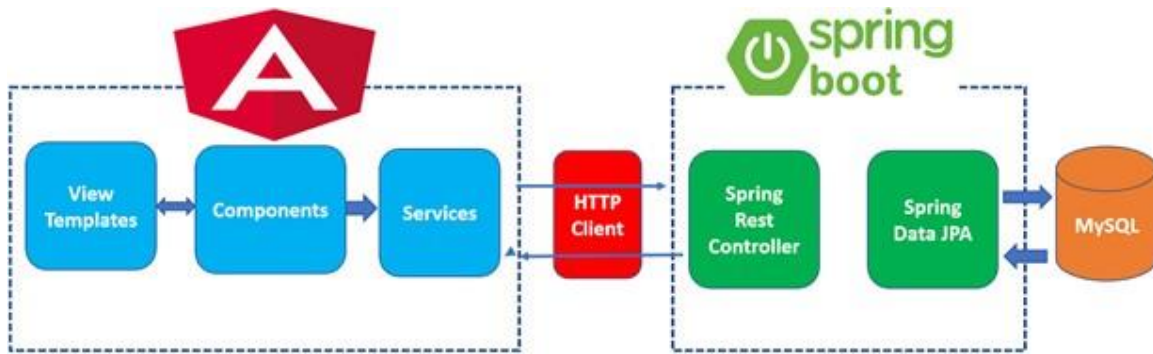 spring
boot
View
Templates
Components
Services
HTTP
Client
Spring
Rest
Controller
Spring
Data JPA
MySQL